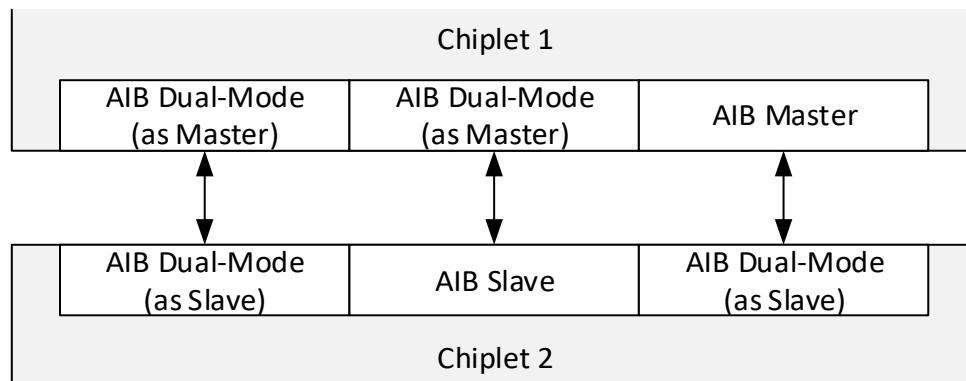 Chiplet 1
AIB Dual-Mode
(as Master)
AIB Dual-Mode
(as Master)
AIB Master
AIB Dual-Mode
(as Slave)
AIB Slave
AIB Dual-Mode
(as Slave)
Chiplet 2